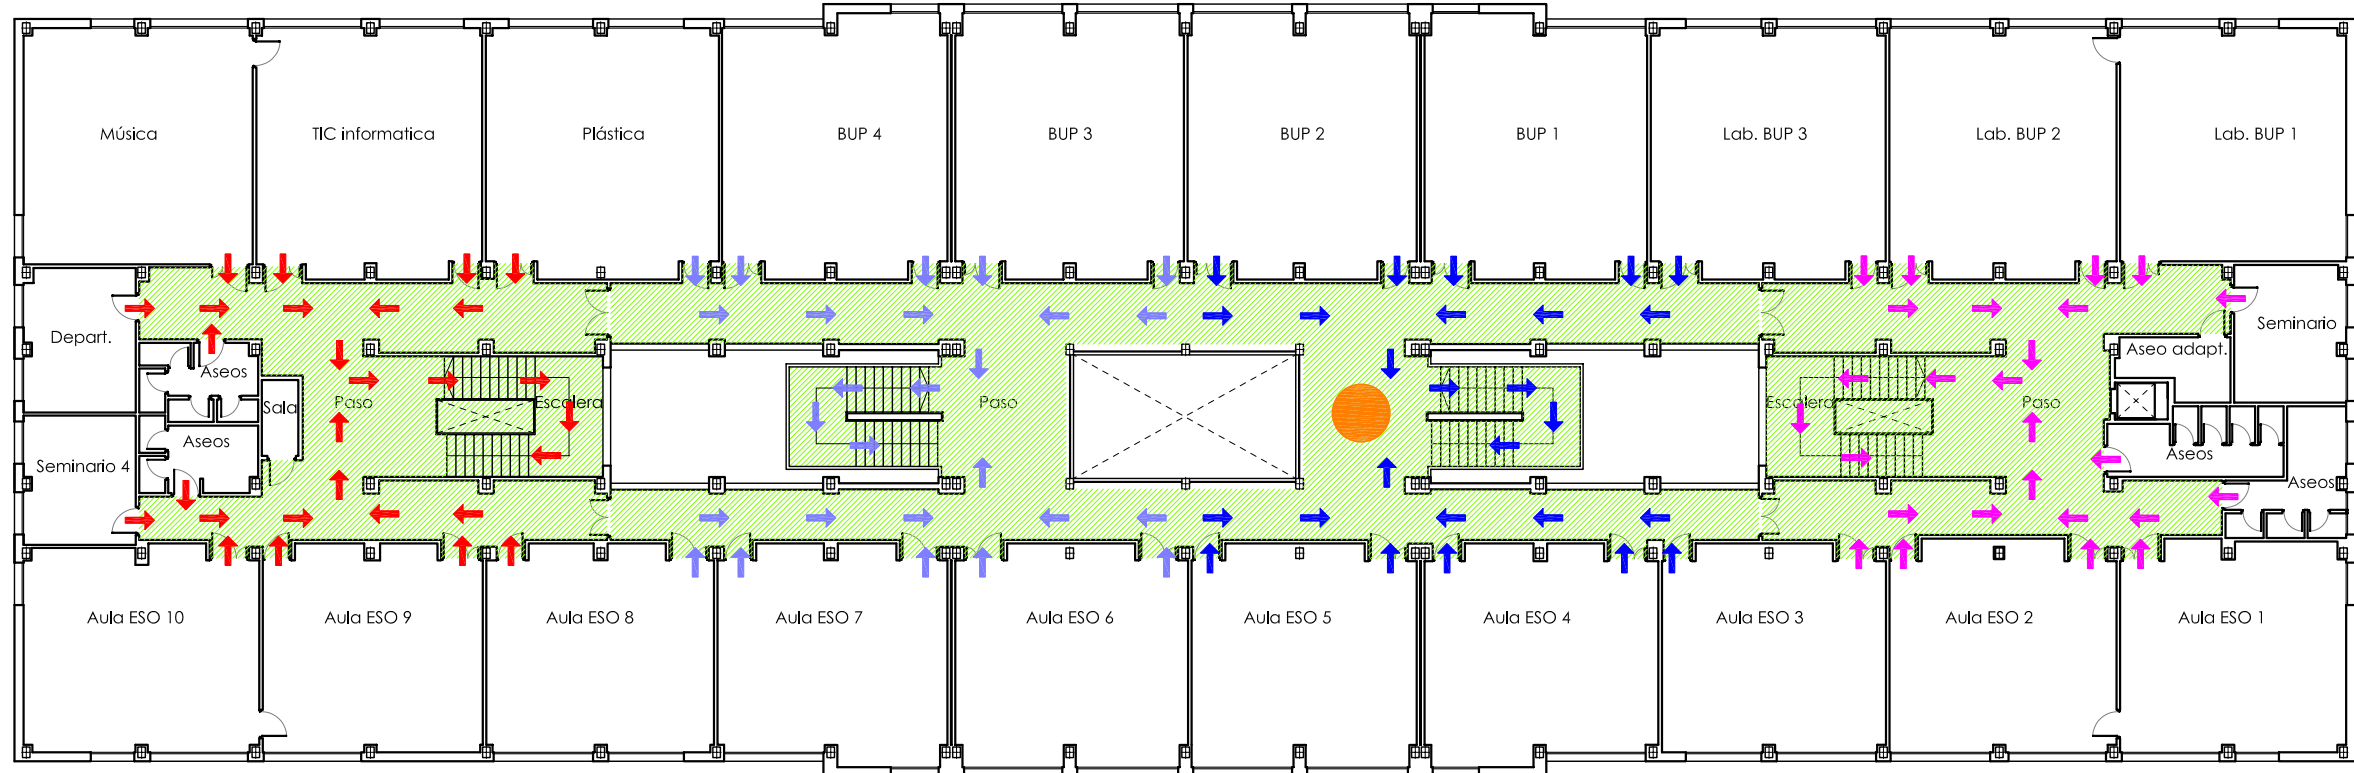 Música
TIC informatica
Plástica
BUP 4
BUP 3
BUP 2
BUP 1
Lab. BUP 3
Lab. BUP 2
Lab. BUP 1
Depart.
Seminario
Aseo adapt.
Aseos
Sala
Paso
Escalera
Paso
Escalera
Paso
Aseos
Seminario 4
Aseos
Aseos
Aula ESO 10
Aula ESO 9
Aula ESO 8
Aula ESO 7
Aula ESO 6
Aula ESO 5
Aula ESO 4
Aula ESO 3
Aula ESO 2
Aula ESO 1